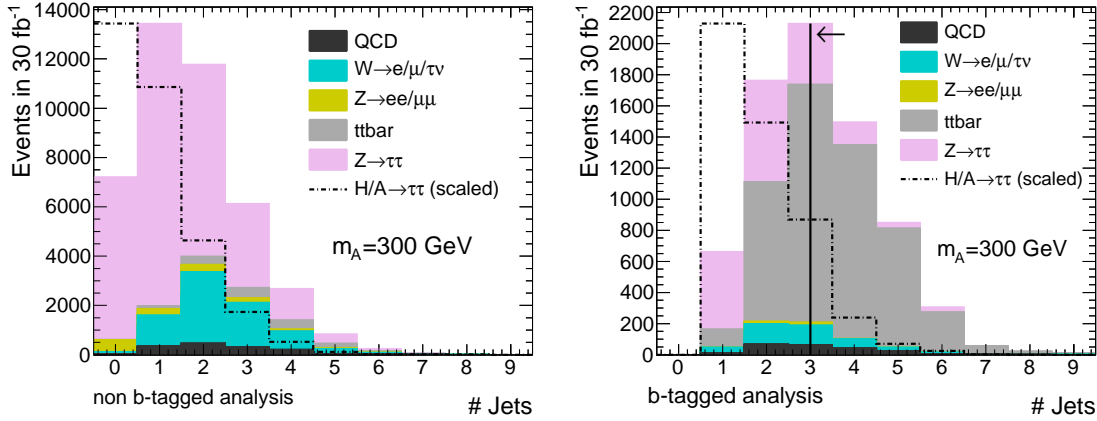 Events in 30 fb⁻¹
14000
12000
10000
8000
6000
4000
2000
0
QCD
W→e/μ/τν
Z→ee/μμ
ttbar
Z→ττ
H/A→ττ (scaled)
m_A=300 GeV
0 1 2 3 4 5 6 7 8 9
non b-tagged analysis
# Jets
Events in 30 fb⁻¹
2200
2000
1800
1600
1400
1200
1000
800
600
400
200
0
QCD
W→e/μ/τν
Z→ee/μμ
ttbar
Z→ττ
H/A→ττ (scaled)
m_A=300 GeV
0 1 2 3 4 5 6 7 8 9
b-tagged analysis
# Jets